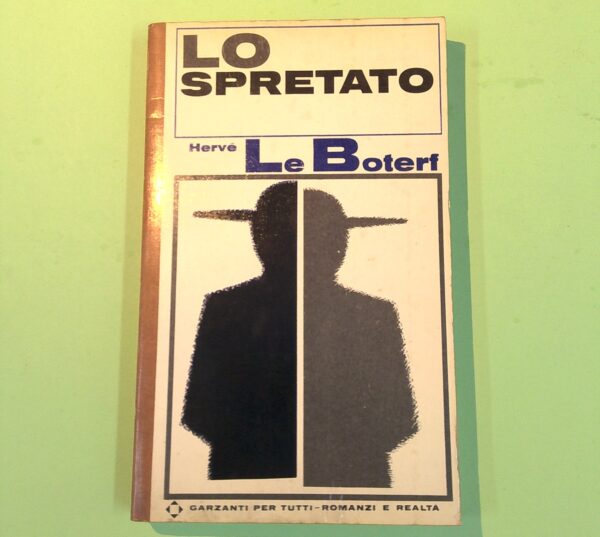 LO
SPRETATO
Hervé Le Boterf
GARZANTI PER TUTTI - ROMANZI E REALTÀ